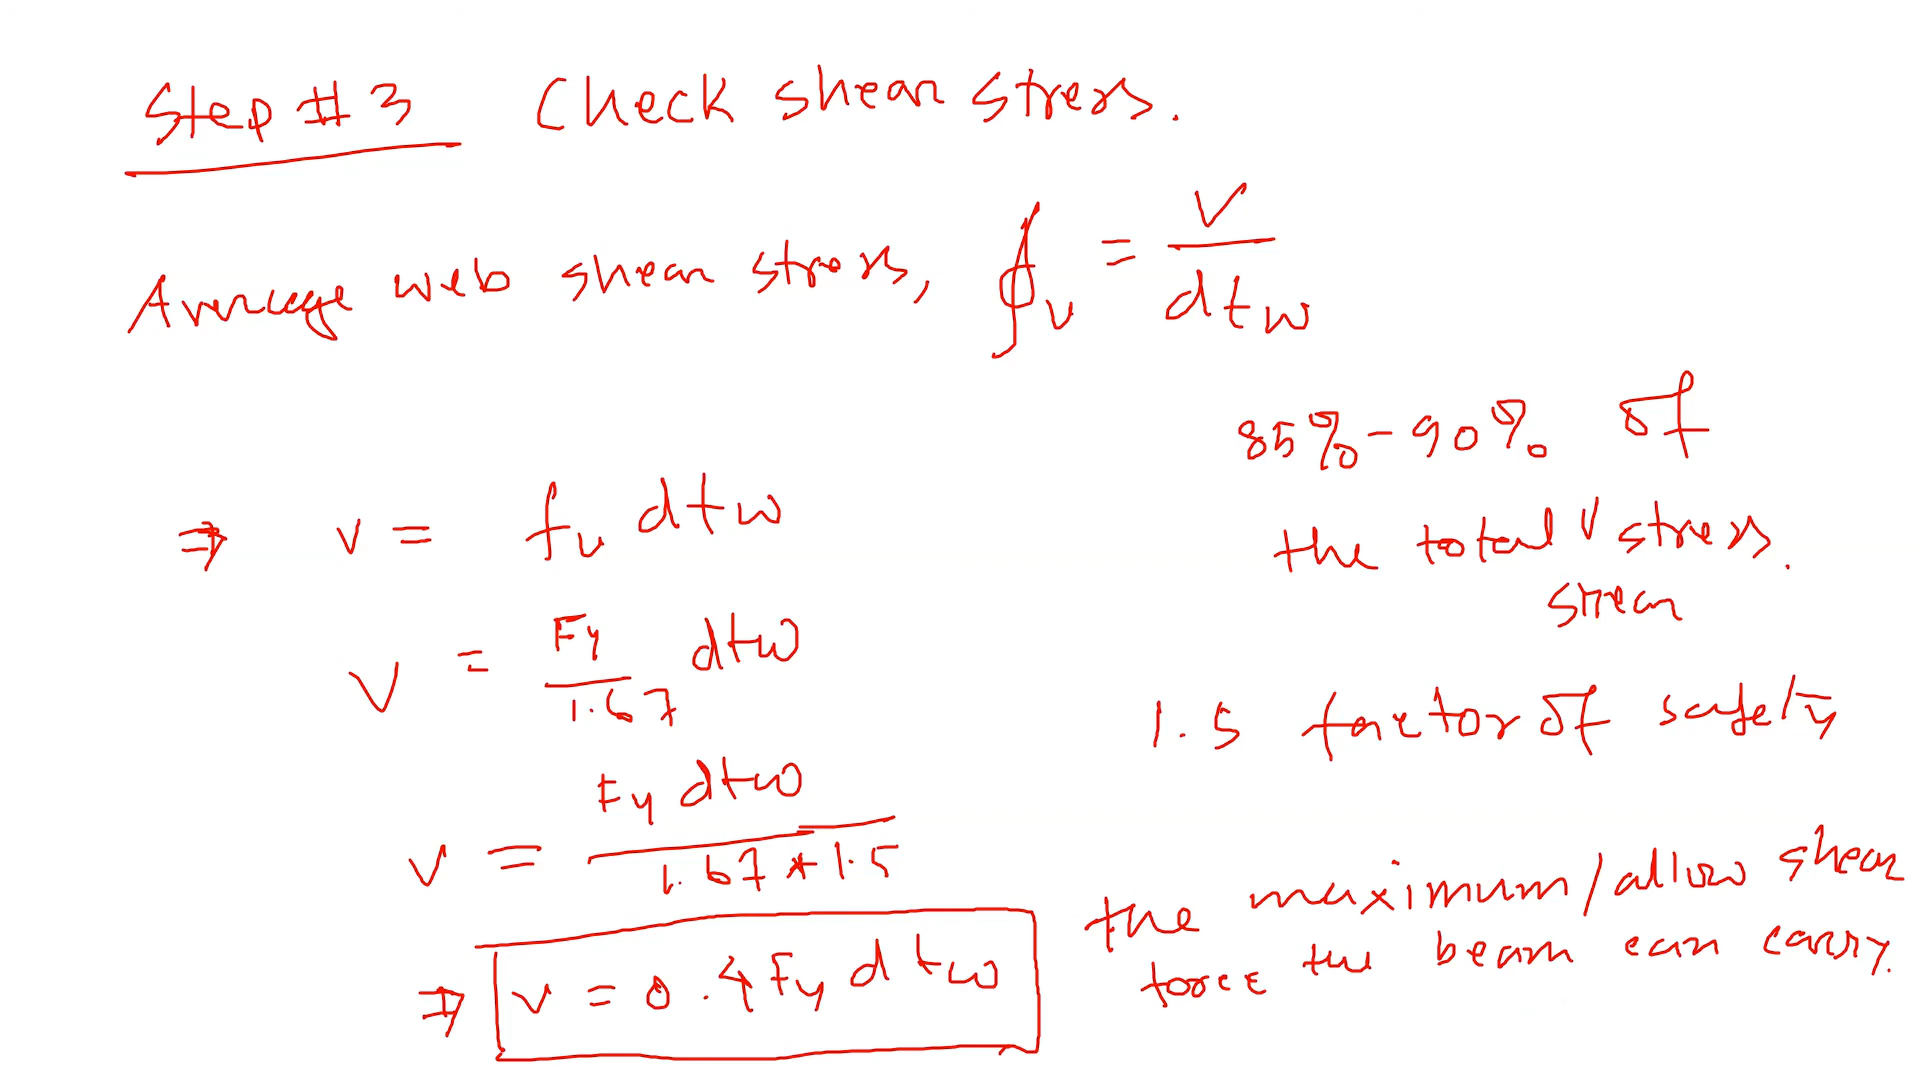 Step #3 Check shear stress.
Average web shear stress, fv = V / dtw
⇒ V = fv dtw
V = Fy / 1.67 dtw
V = Fy dtw / 1.67 * 1.5
⇒ V = 0.4 Fy dtw
85% - 90% of
the total ✓ stress.
shear
1.5 factor of safety
the maximum/allow shear
force the beam can carry.